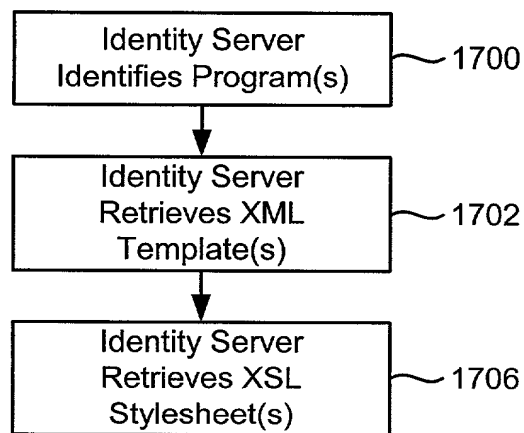 Identity Server
Identifies Program(s)
1700
Identity Server
Retrieves XML
Template(s)
1702
Identity Server
Retrieves XSL
Stylesheet(s)
1706